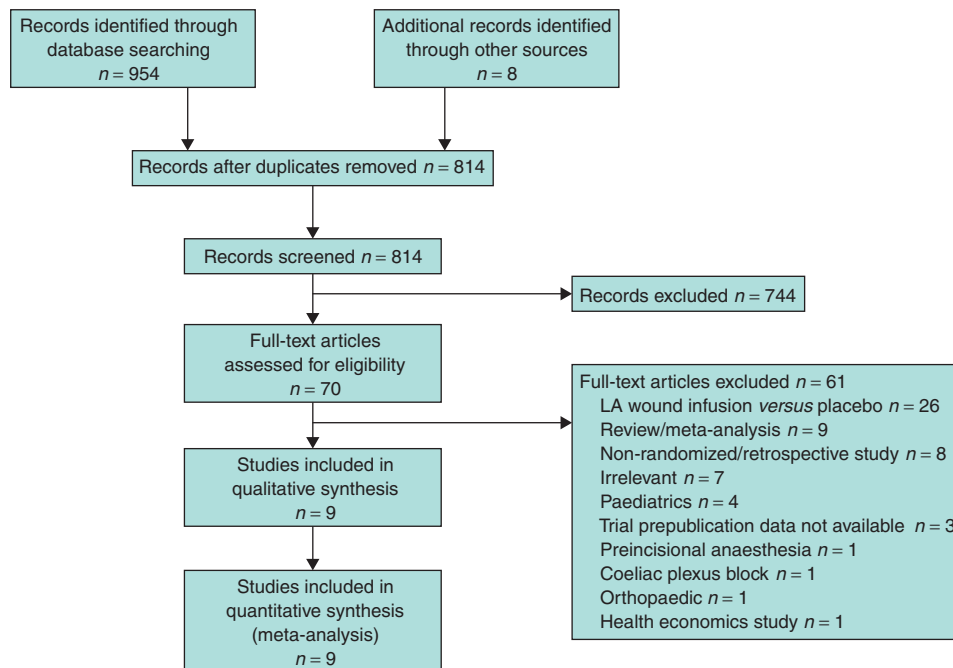 Records identified through
database searching
n = 954
Additional records identified
through other sources
n = 8
Records after duplicates removed n = 814
Records screened n = 814
Records excluded n = 744
Full-text articles
assessed for eligibility
n = 70
Full-text articles excluded n = 61
LA wound infusion versus placebo n = 26
Review/meta-analysis n = 9
Non-randomized/retrospective study n = 8
Irrelevant n = 7
Paediatrics n = 4
Trial prepublication data not available n = 3
Preincisional anaesthesia n = 1
Coeliac plexus block n = 1
Orthopaedic n = 1
Health economics study n = 1
Studies included in
qualitative synthesis
n = 9
Studies included in
quantitative synthesis
(meta-analysis)
n = 9